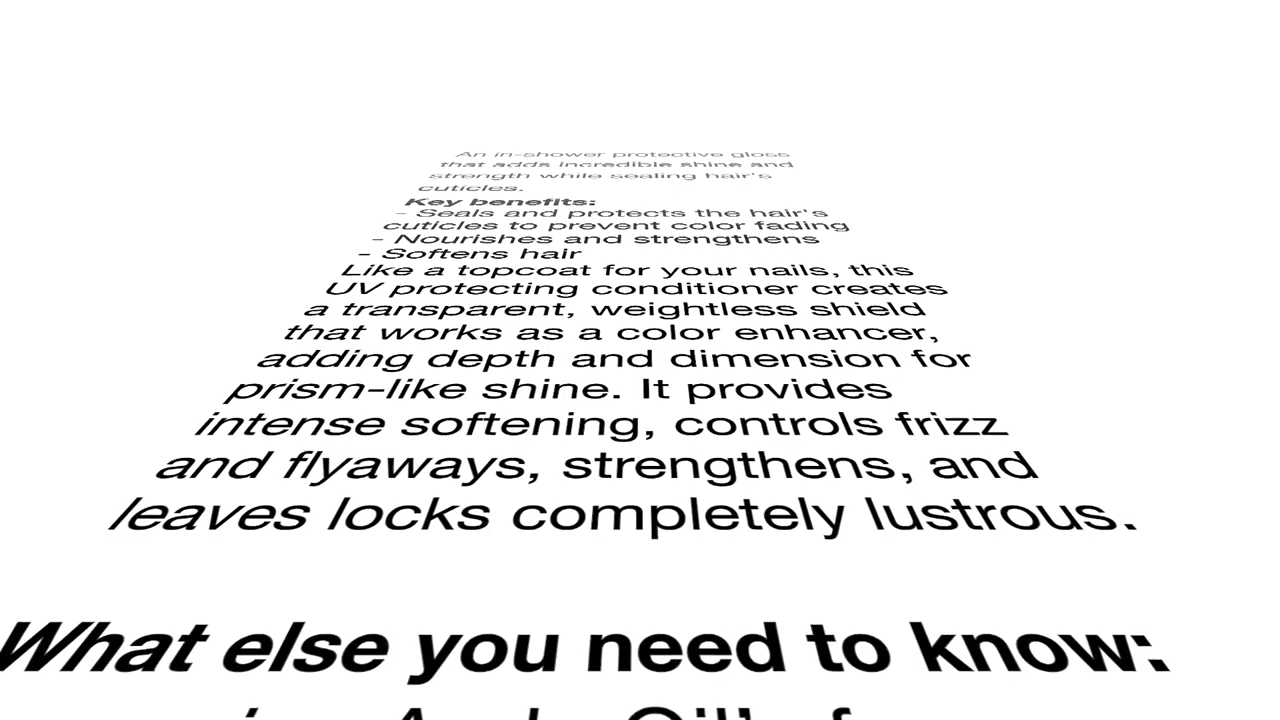 An in-shower protective gloss
that adds incredible shine and
strength while sealing hair's
cuticles.
Key benefits:
- Seals and protects the hair's
cuticles to prevent color fading
- Nourishes and strengthens
- Softens hair
Like a topcoat for your nails, this
UV protecting conditioner creates
a transparent, weightless shield
that works as a color enhancer,
adding depth and dimension for
prism-like shine. It provides
intense softening, controls frizz
and flyaways, strengthens, and
leaves locks completely lustrous.
What else you need to know: